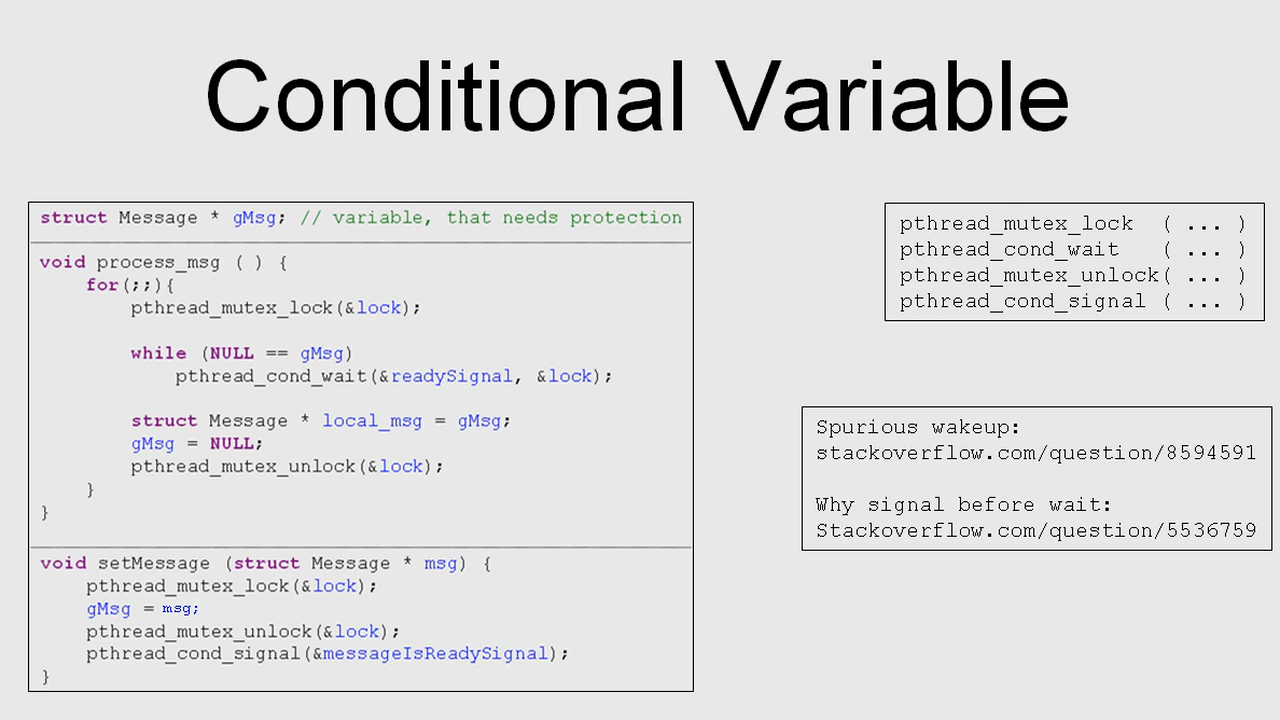 Conditional Variable
struct Message * gMsg; // variable, that needs protection
void process_msg ( ) {
for(;;){
pthread_mutex_lock(&lock);
while (NULL == gMsg)
pthread_cond_wait(&readySignal, &lock);
struct Message * local_msg = gMsg;
gMsg = NULL;
pthread_mutex_unlock(&lock);
}
}
void setMessage (struct Message * msg) {
pthread_mutex_lock(&lock);
gMsg = msg;
pthread_mutex_unlock(&lock);
pthread_cond_signal(&messageIsReadySignal);
}
pthread_mutex_lock ( ... )
pthread_cond_wait ( ... )
pthread_mutex_unlock( ... )
pthread_cond_signal ( ... )
Spurious wakeup:
stackoverflow.com/question/8594591
Why signal before wait:
Stackoverflow.com/question/5536759